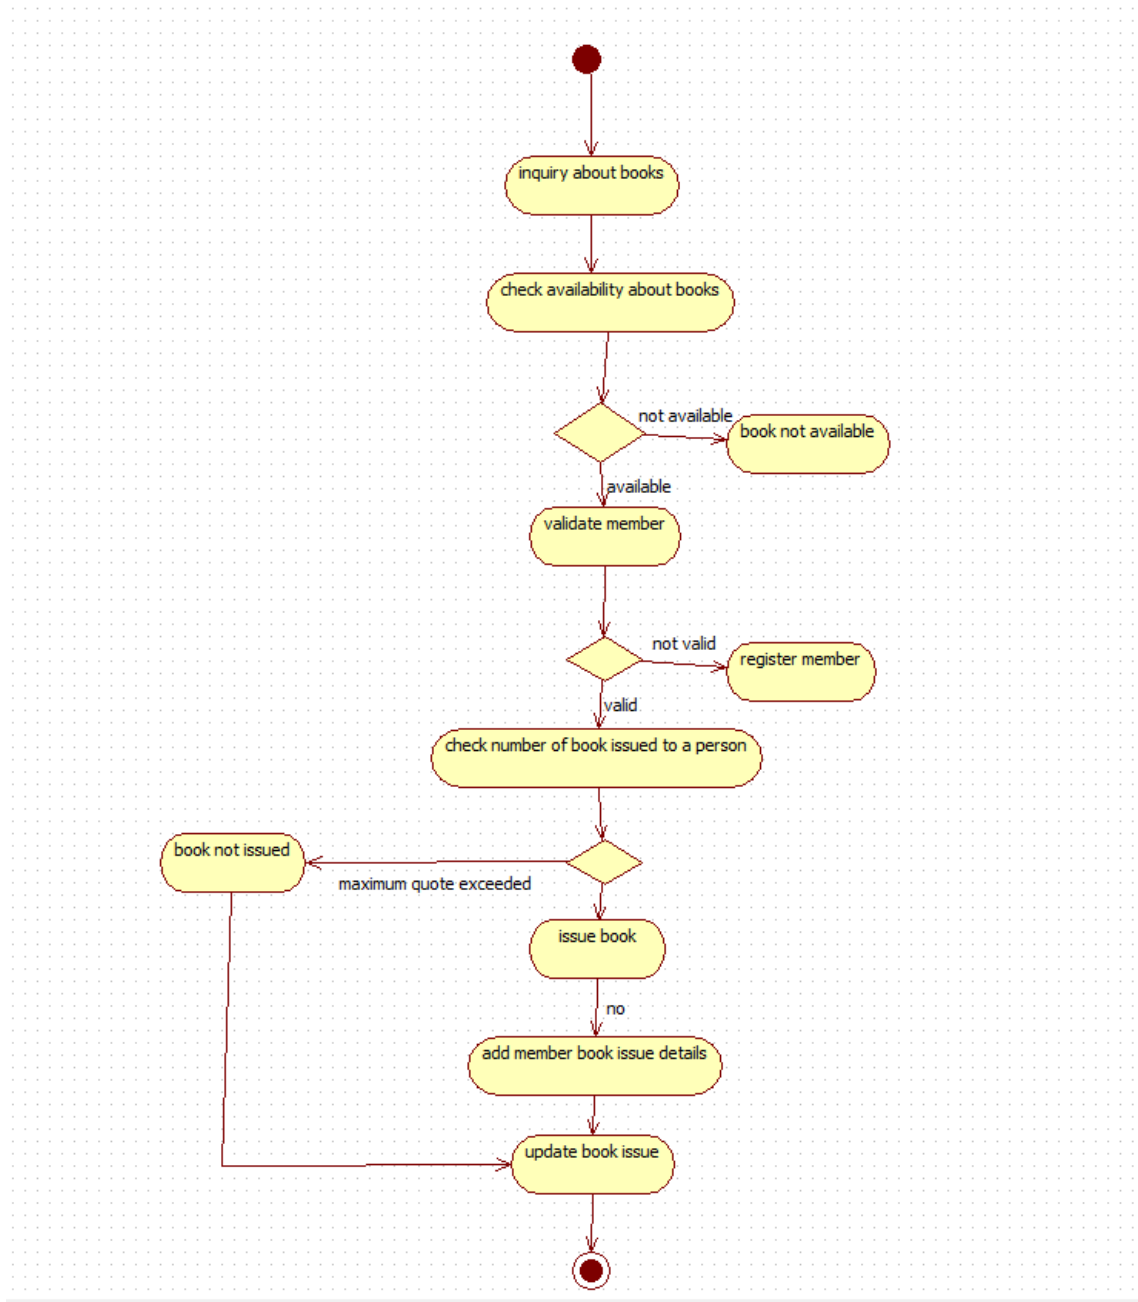 inquiry about books
check availability about books
not available
book not available
available
validate member
not valid
register member
valid
check number of book issued to a person
book not issued
maximum quote exceeded
issue book
no
add member book issue details
update book issue